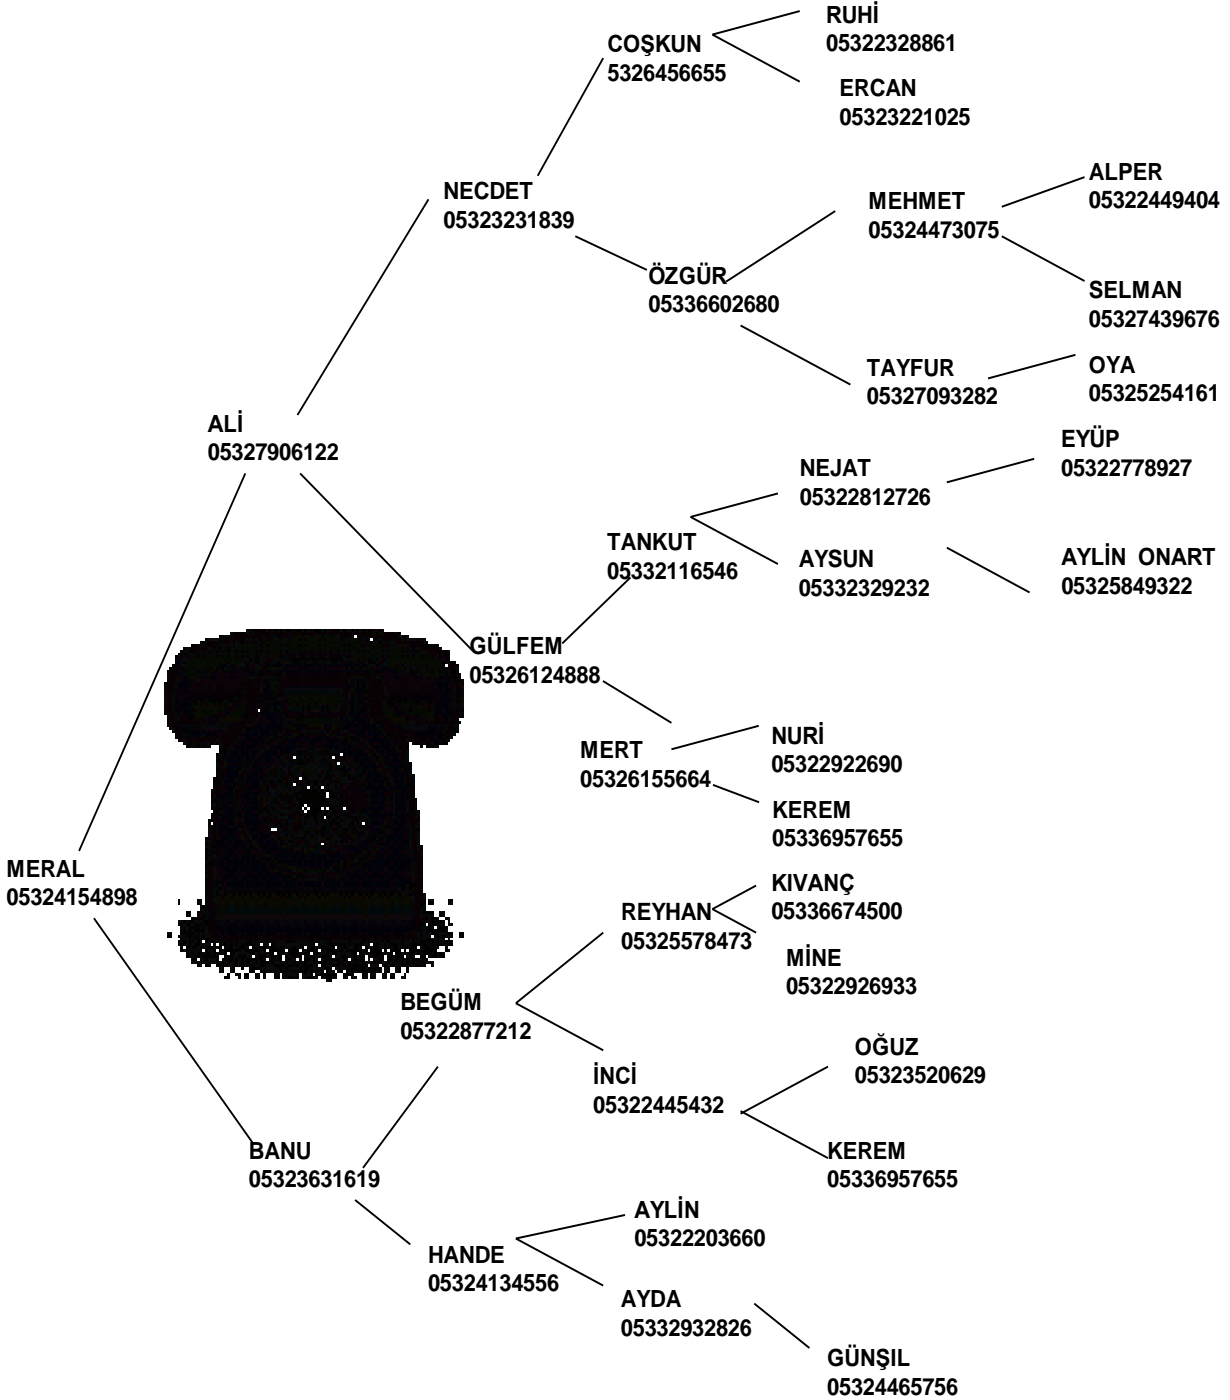 RUHİ
05322328861
COŞKUN
5326456655
ERCAN
05323221025
NECDET
05323231839
ALPER
05322449404
MEHMET
05324473075
ÖZGÜR
05336602680
SELMAN
05327439676
TAYFUR
05327093282
OYA
05325254161
ALİ
05327906122
EYÜP
05322778927
NEJAT
05322812726
TANKUT
05332116546
AYSUN
05332329232
AYLİN ONART
05325849322
GÜLFEM
05326124888
NURİ
05322922690
MERT
05326155664
KEREM
05336957655
MERAL
05324154898
KIVANÇ
05336674500
REYHAN
05325578473
MİNE
05322926933
BEGÜM
05322877212
OĞUZ
05323520629
İNCİ
05322445432
BANU
05323631619
KEREM
05336957655
AYLİN
05322203660
HANDE
05324134556
AYDA
05332932826
GÜNŞIL
05324465756